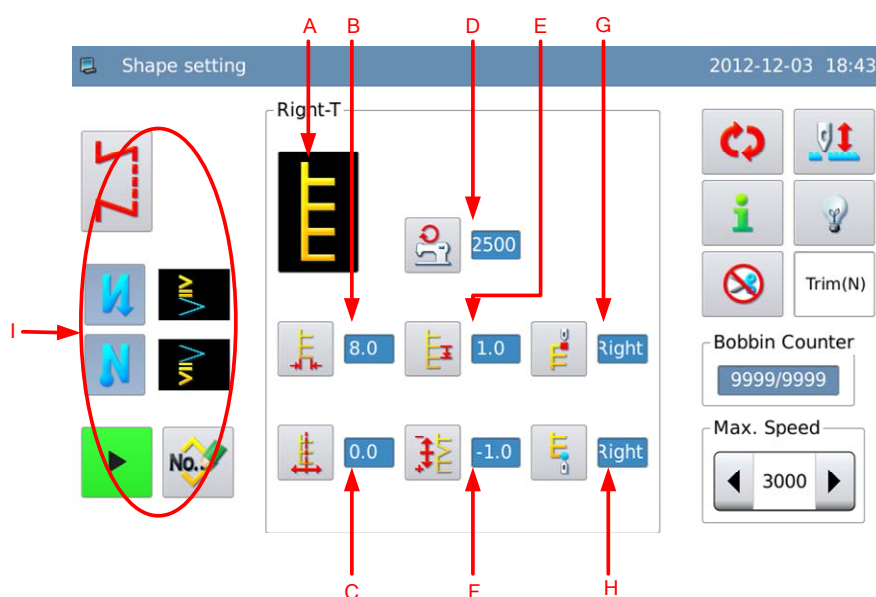 A B D E G
Shape setting 2012-12-03 18:43
Right-T
2500
Trim(N)
I
8.0 1.0 Right
Bobbin Counter
9999/9999
Max. Speed
No.
0.0 -1.0 Right
3000
C F H